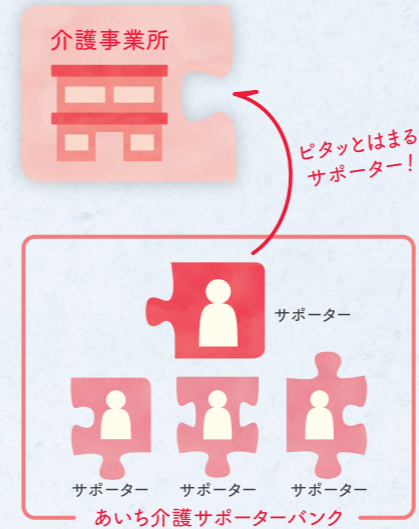 介護事業所
ピタッとはまる
サポーター！
サポーター
サポーター
サポーター
サポーター
あいち介護サポーターバンク